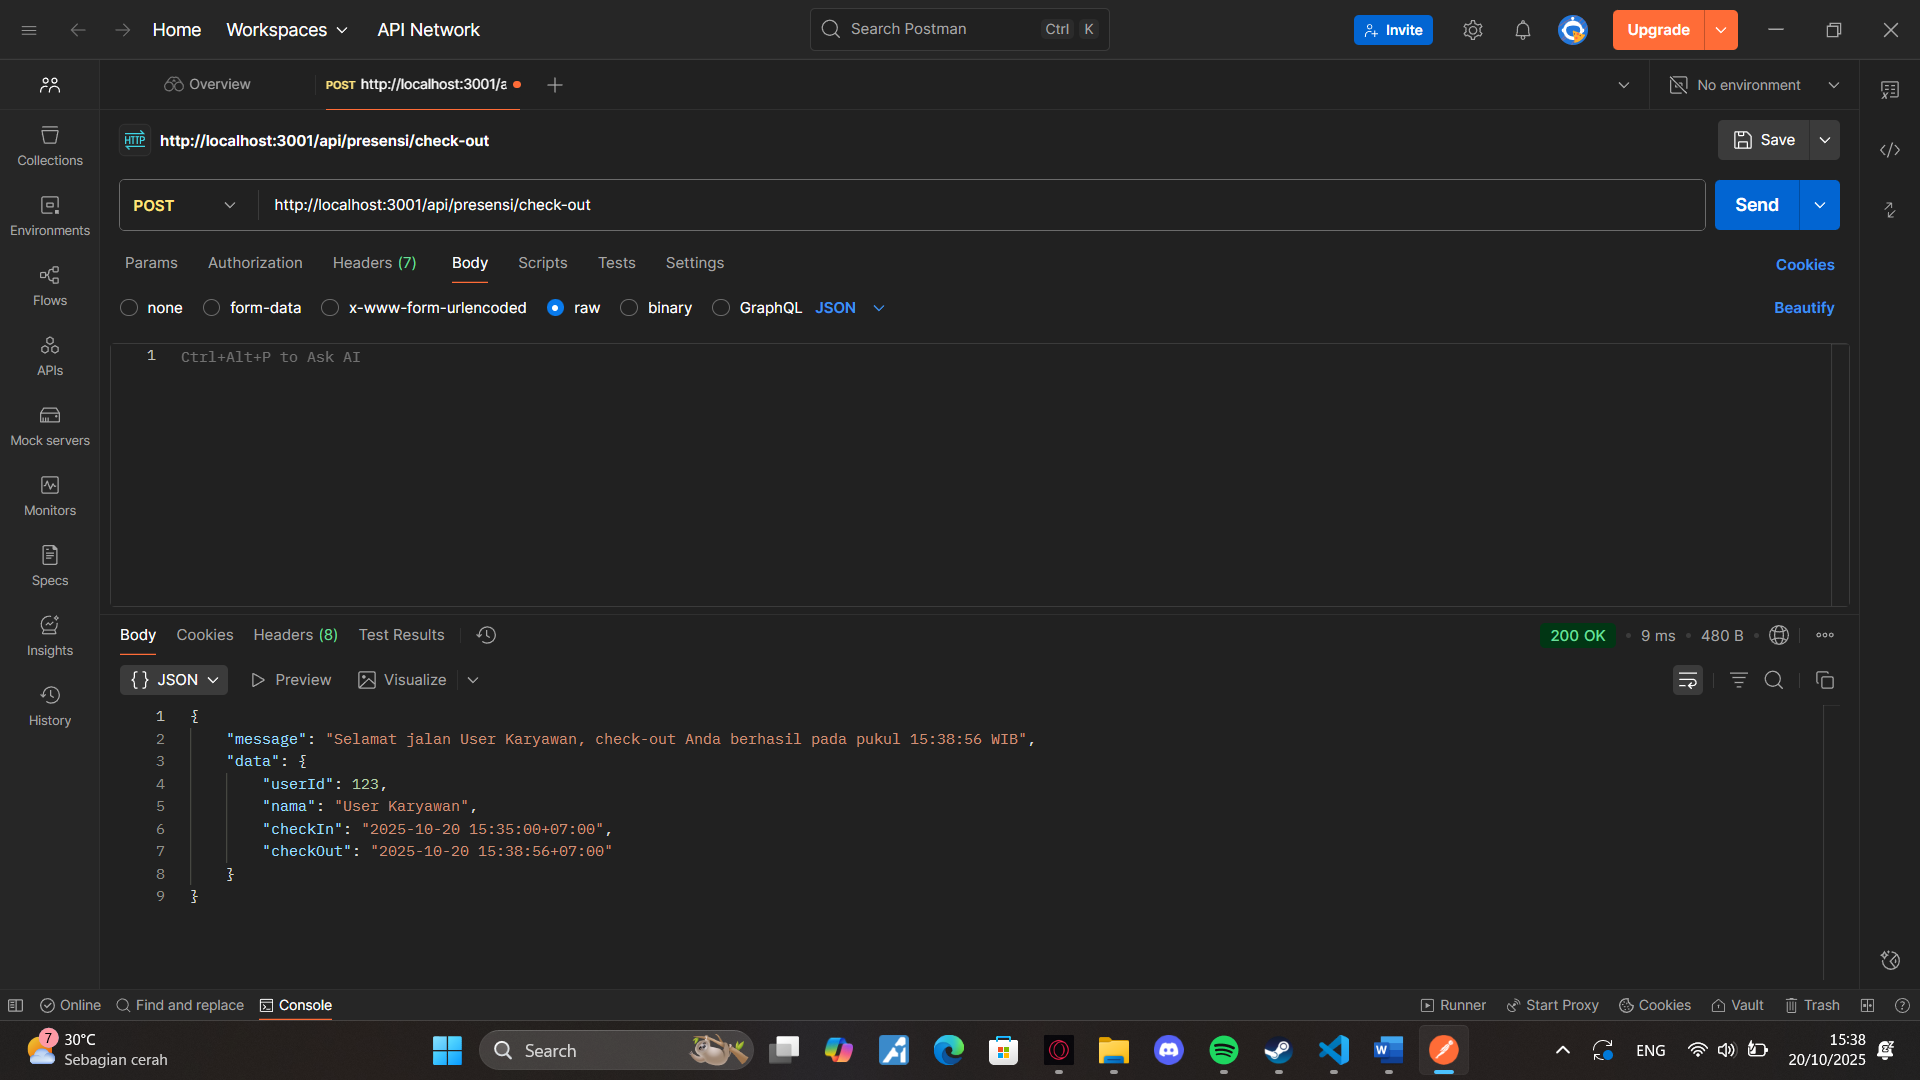 Home Workspaces API Network Search Postman Ctrl K Invite Upgrade
Overview POST http://localhost:3001/a No environment
HTTP http://localhost:3001/api/presensi/check-out Save
POST http://localhost:3001/api/presensi/check-out Send
Params Authorization Headers (7) Body Scripts Tests Settings Cookies
none form-data x-www-form-urlencoded raw binary GraphQL JSON Beautify
1 Ctrl+Alt+P to Ask AI
Collections
Environments
Flows
APIs
Mock servers
Monitors
Specs
Insights
History
Body Cookies Headers (8) Test Results 200 OK • 9 ms • 480 B •
{} JSON Preview Visualize
1 {
2 "message": "Selamat jalan User Karyawan, check-out Anda berhasil pada pukul 15:38:56 WIB",
3 "data": {
4 "userId": 123,
5 "nama": "User Karyawan",
6 "checkIn": "2025-10-20 15:35:00+07:00",
7 "checkOut": "2025-10-20 15:38:56+07:00"
8 }
9 }
Online Find and replace Console Runner Start Proxy Cookies Vault Trash
7 30°C
Sebagian cerah
Search
ENG
15:38
20/10/2025